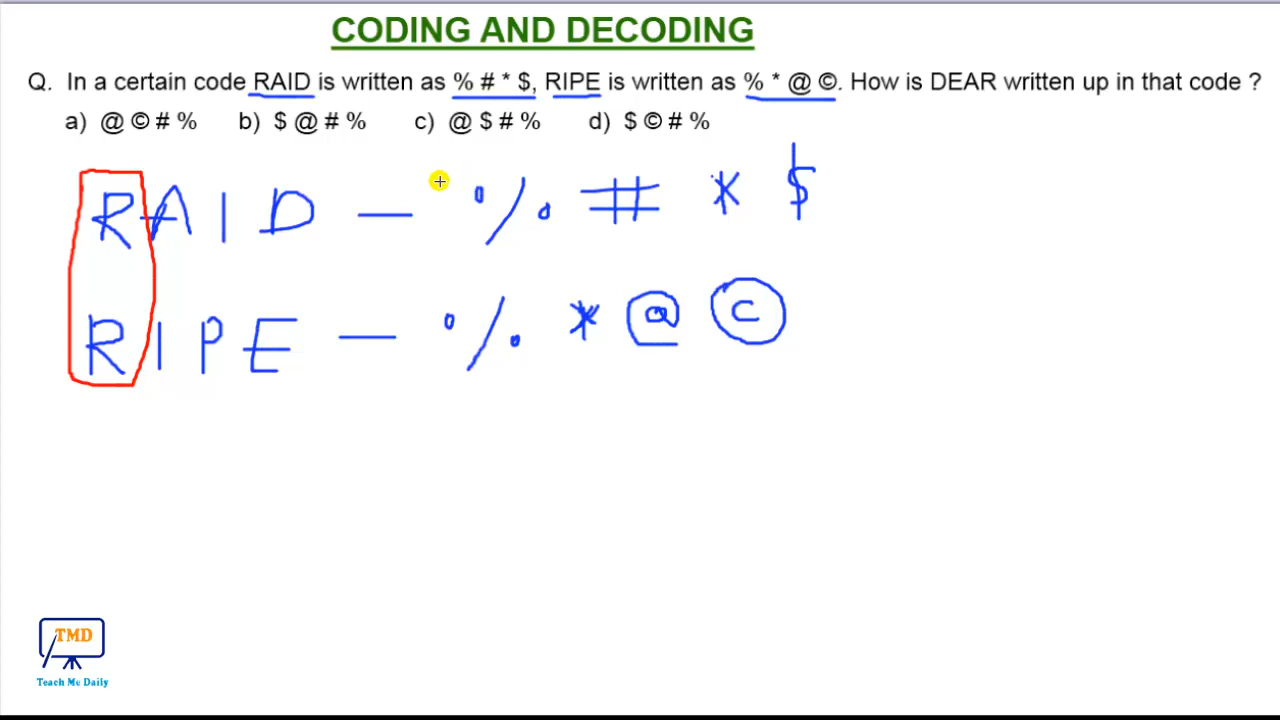 CODING AND DECODING
Q. In a certain code RAID is written as % # * $, RIPE is written as % * @ ©. How is DEAR written up in that code ?
a) @ © # % b) $ @ # % c) @ $ # % d) $ © # %
RAID – % # * $
RIPE – % * @ ©
TMD
Teach Me Daily